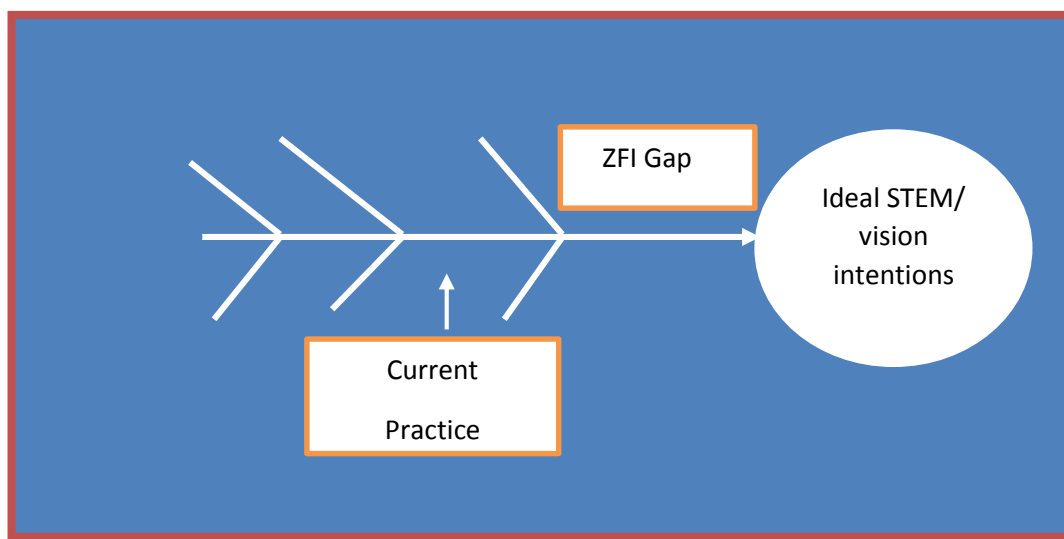 ZFI Gap
Ideal STEM/
vision
intentions
Current
Practice